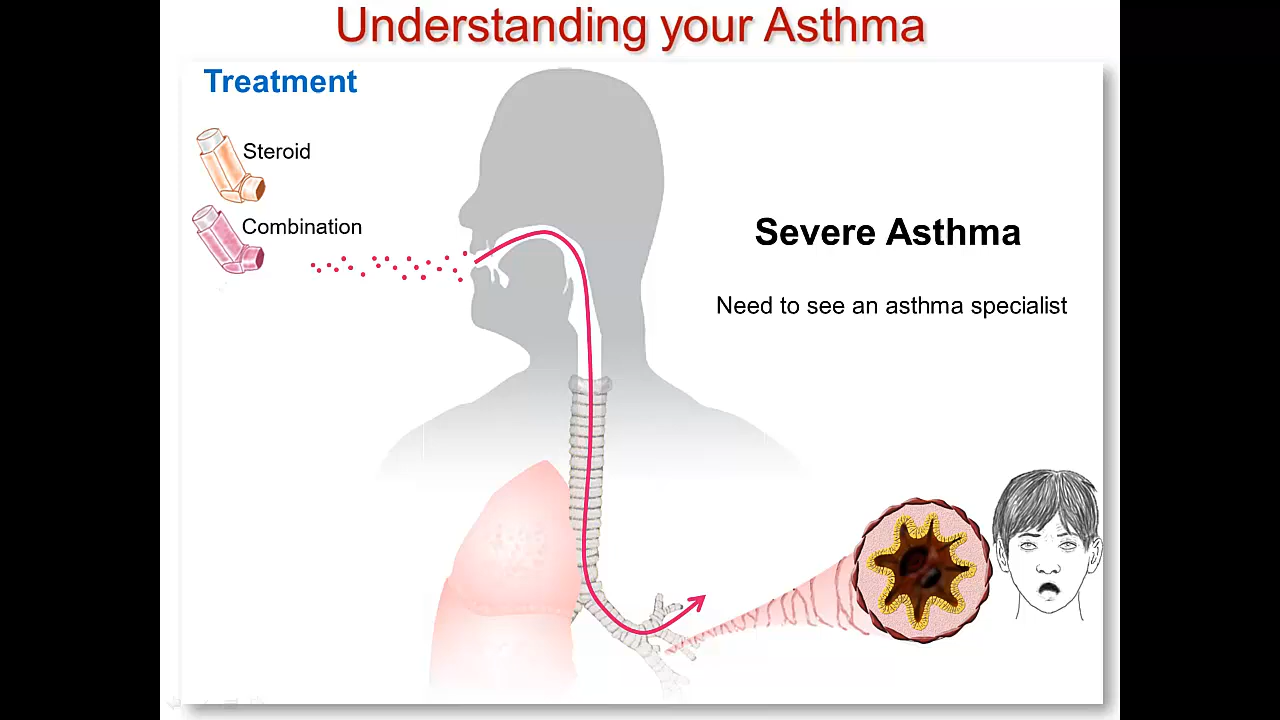 Understanding your Asthma
Treatment
Steroid
Combination
Severe Asthma
Need to see an asthma specialist